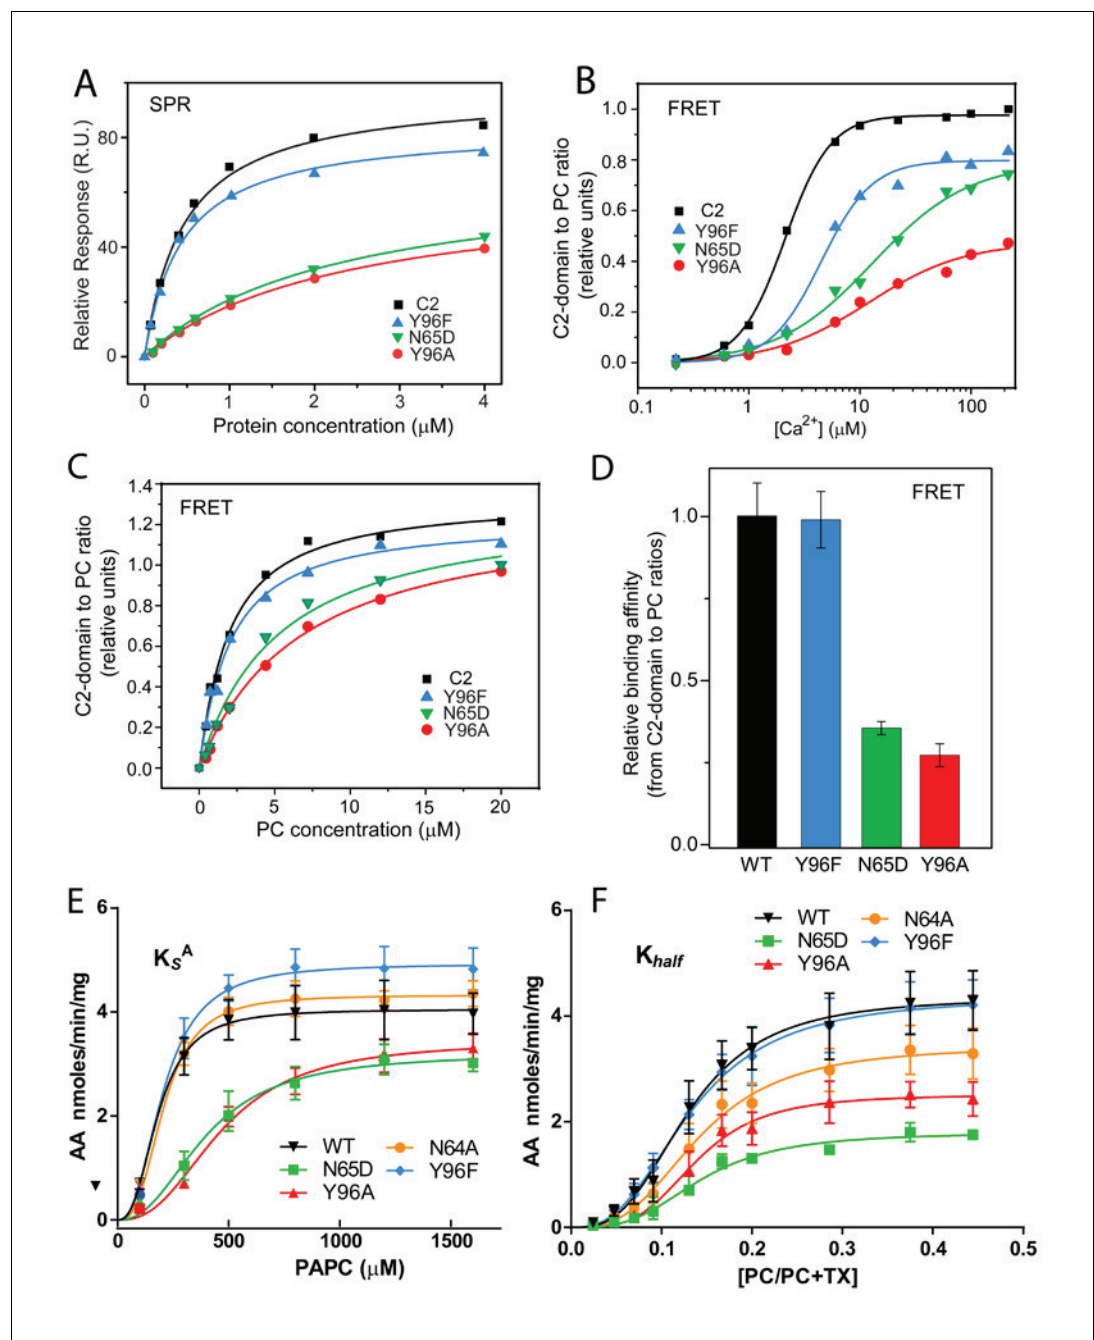 A
SPR
Relative Response (R.U.)
80
40
0
C2
Y96F
N65D
Y96A
0 1 2 3 4
Protein concentration (μM)
B
FRET
C2-domain to PC ratio
(relative units)
1.0
0.8
0.6
0.4
0.2
0.0
C2
Y96F
N65D
Y96A
0.1 1 10 100
[Ca2+] (μM)
C
FRET
C2-domain to PC ratio
(relative units)
1.4
1.2
1.0
0.8
0.6
0.4
0.2
0.0
C2
Y96F
N65D
Y96A
0 5 10 15 20
PC concentration (μM)
D
FRET
Relative binding affinity
(from C2-domain to PC ratios)
1.0
0.5
0.0
WT Y96F N65D Y96A
E
KSA
AA nmoles/min/mg
6
4
2
0
WT
N65D
Y96A
N64A
Y96F
0 500 1000 1500
PAPC (μM)
F
Khalf
AA nmoles/min/mg
6
4
2
0
WT
N65D
Y96A
N64A
Y96F
0.0 0.1 0.2 0.3 0.4 0.5
[PC/PC+TX]